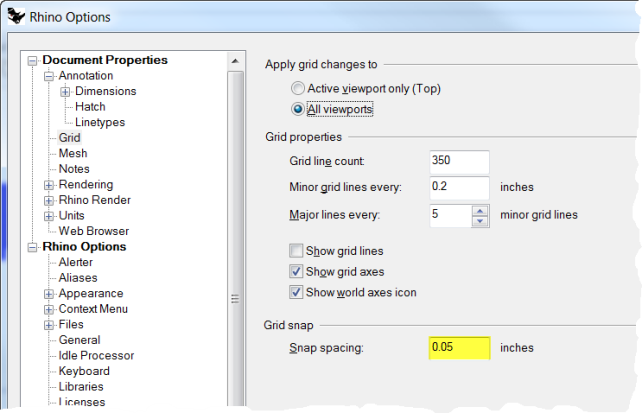 Rhino Options
Document Properties
Annotation
Dimensions
Hatch
Linetypes
Grid
Mesh
Notes
Rendering
Rhino Render
Units
Web Browser
Rhino Options
Alerter
Aliases
Appearance
Context Menu
Files
General
Idle Processor
Keyboard
Libraries
Licenses
Apply grid changes to
Active viewport only (Top)
All viewports
Grid properties
Grid line count: 350
Minor grid lines every: 0.2 inches
Major lines every: 5 minor grid lines
Show grid lines
Show grid axes
Show world axes icon
Grid snap
Snap spacing: 0.05 inches